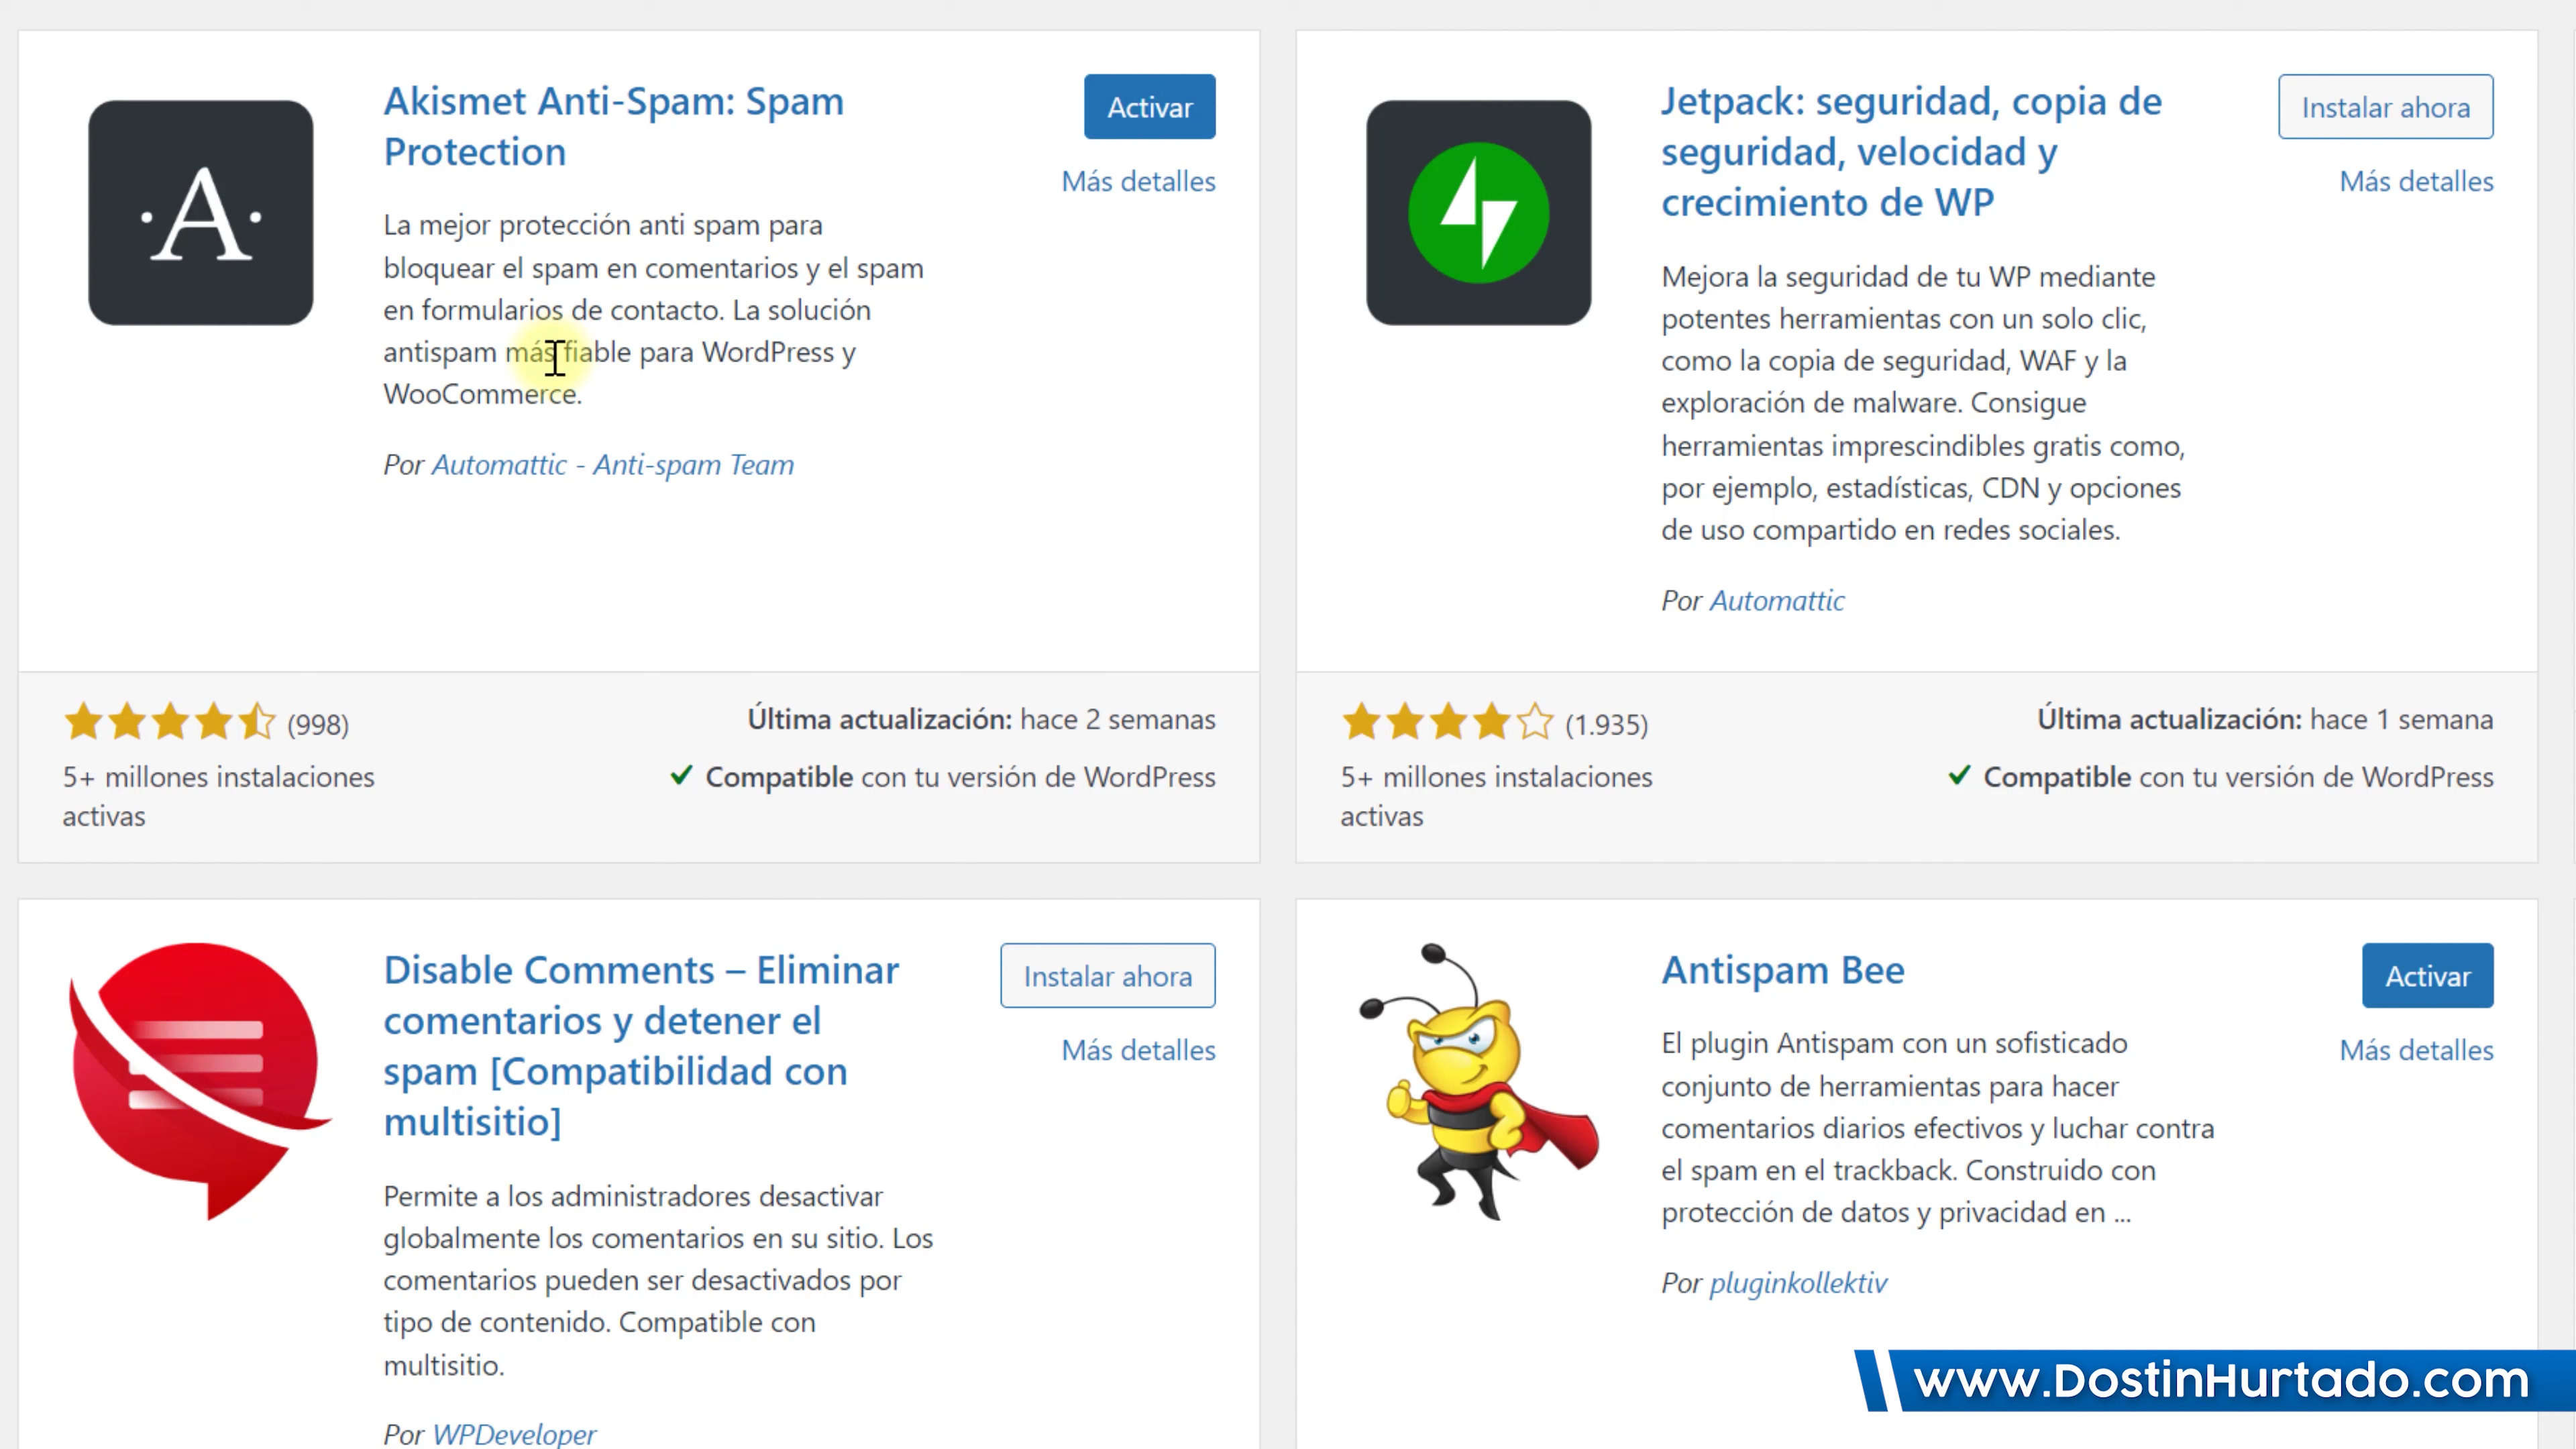 Akismet Anti-Spam: Spam
Protection
Activar
Más detalles
La mejor protección anti spam para
bloquear el spam en comentarios y el spam
en formularios de contacto. La solución
antispam más fiable para WordPress y
WooCommerce.
Por Automattic - Anti-spam Team
(998)
Última actualización: hace 2 semanas
5+ millones instalaciones
activas
Compatible con tu versión de WordPress
Jetpack: seguridad, copia de
seguridad, velocidad y
crecimiento de WP
Instalar ahora
Más detalles
Mejora la seguridad de tu WP mediante
potentes herramientas con un solo clic,
como la copia de seguridad, WAF y la
exploración de malware. Consigue
herramientas imprescindibles gratis como,
por ejemplo, estadísticas, CDN y opciones
de uso compartido en redes sociales.
Por Automattic
(1.935)
Última actualización: hace 1 semana
5+ millones instalaciones
activas
Compatible con tu versión de WordPress
Disable Comments – Eliminar
comentarios y detener el
spam [Compatibilidad con
multisitio]
Instalar ahora
Más detalles
Permite a los administradores desactivar
globalmente los comentarios en su sitio. Los
comentarios pueden ser desactivados por
tipo de contenido. Compatible con
multisitio.
Por WPDeveloper
Antispam Bee
Activar
Más detalles
El plugin Antispam con un sofisticado
conjunto de herramientas para hacer
comentarios diarios efectivos y luchar contra
el spam en el trackback. Construido con
protección de datos y privacidad en ...
Por pluginkollektiv
www.DostinHurtado.com
·A·